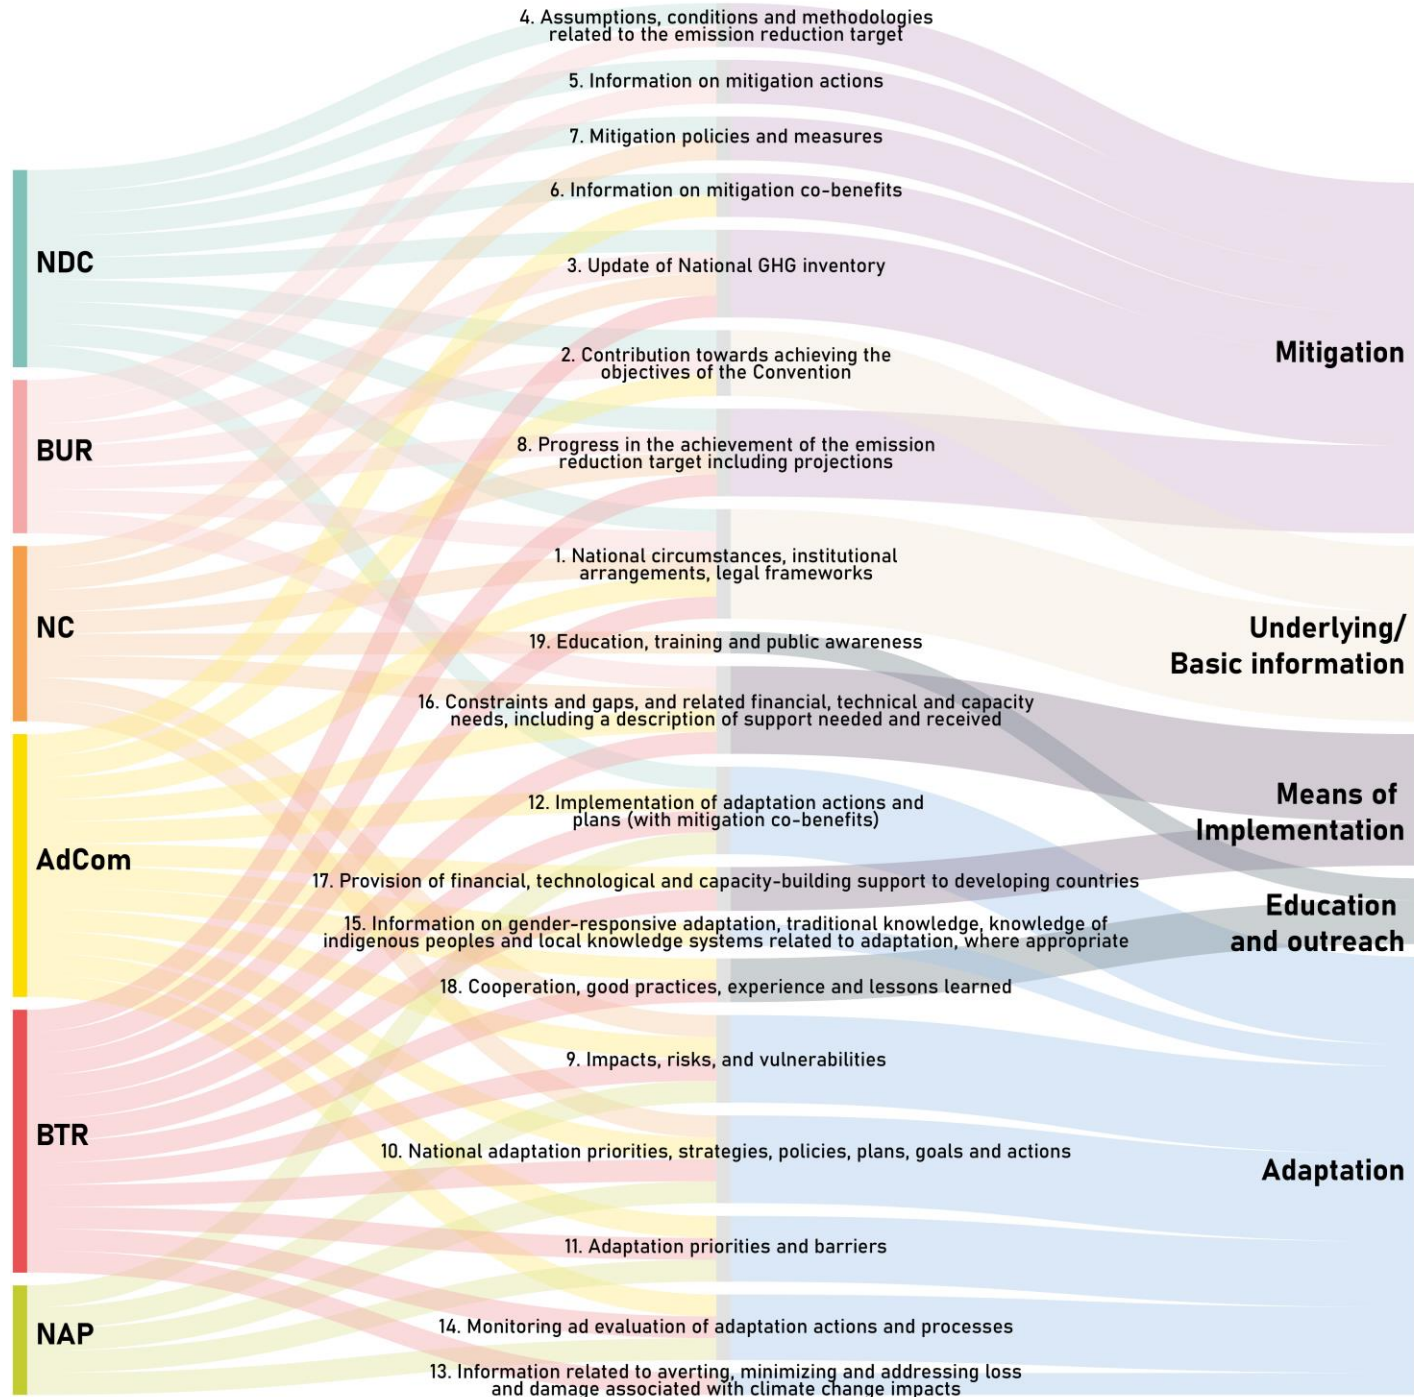 4. Assumptions, conditions and methodologies
related to the emission reduction target
5. Information on mitigation actions
7. Mitigation policies and measures
6. Information on mitigation co-benefits
NDC
3. Update of National GHG inventory
2. Contribution towards achieving the
objectives of the Convention
Mitigation
BUR
8. Progress in the achievement of the emission
reduction target including projections
1. National circumstances, institutional
arrangements, legal frameworks
NC
19. Education, training and public awareness
Underlying/
Basic information
16. Constraints and gaps, and related financial, technical and capacity
needs, including a description of support needed and received
12. Implementation of adaptation actions and
plans (with mitigation co-benefits)
Means of
Implementation
AdCom
17. Provision of financial, technological and capacity-building support to developing countries
15. Information on gender-responsive adaptation, traditional knowledge, knowledge of
indigenous peoples and local knowledge systems related to adaptation, where appropriate
Education
and outreach
18. Cooperation, good practices, experience and lessons learned
9. Impacts, risks, and vulnerabilities
BTR
10. National adaptation priorities, strategies, policies, plans, goals and actions
Adaptation
11. Adaptation priorities and barriers
NAP
14. Monitoring ad evaluation of adaptation actions and processes
13. Information related to averting, minimizing and addressing loss
and damage associated with climate change impacts